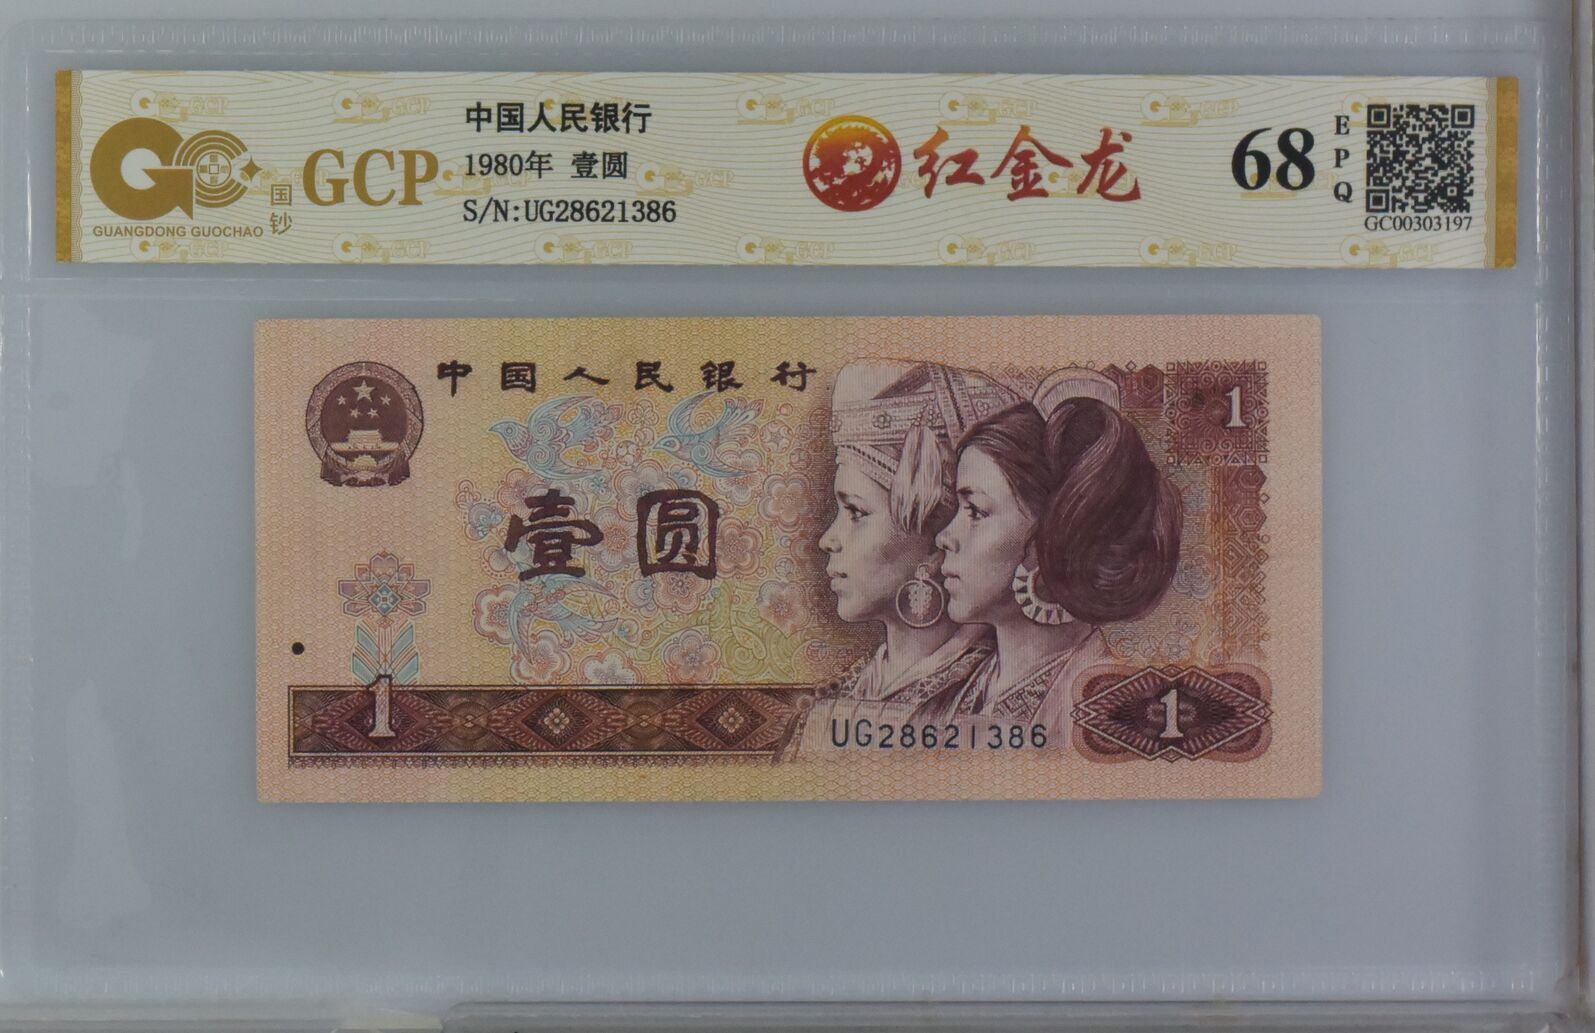 GUANGDONG GUOCHAO
国钞
GCP
中国人民银行
1980年 壹圆
S/N:UG28621386
红金龙
68
EPQ
GC00303197
中国人民银行
1
壹圆
1
UG28621386
1